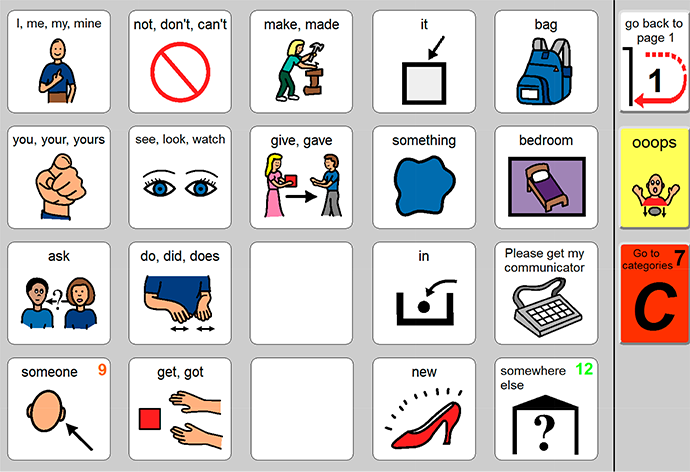 I, me, my, mine
not, don't, can't
make, made
it
bag
go back to
page 1
1
you, your, yours
see, look, watch
give, gave
something
bedroom
ooops
ask
?
do, did, does
in
Please get my
communicator
Go to
categories 7
C
someone 9
get, got
new
somewhere 12
else
?